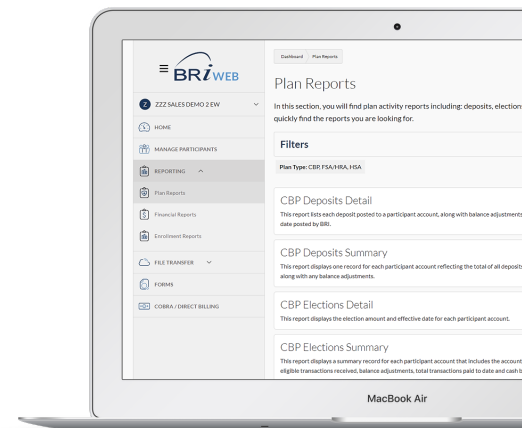 BRiWEB
Dashboard Plan Reports
Plan Reports
In this section, you will find plan activity reports including: deposits, election
quickly find the reports you are looking for.
Filters
Plan Type: CBP, FSA/HRA, HSA
CBP Deposits Detail
This report lists each deposit posted to a participant account, along with balance adjustments
date posted by BRI.
CBP Deposits Summary
This report displays one record for each participant account reflecting the total of all deposits
along with any balance adjustments.
CBP Elections Detail
This report displays the election amount and effective date for each participant account.
CBP Elections Summary
This report displays a summary record for each participant account that includes the account
eligible transactions received, balance adjustments, total transactions paid to date and cash b
Z ZZZ SALES DEMO 2 EW
HOME
MANAGE PARTICIPANTS
REPORTING
Plan Reports
Financial Reports
Enrollment Reports
FILE TRANSFER
FORMS
COBRA / DIRECT BILLING
MacBook Air